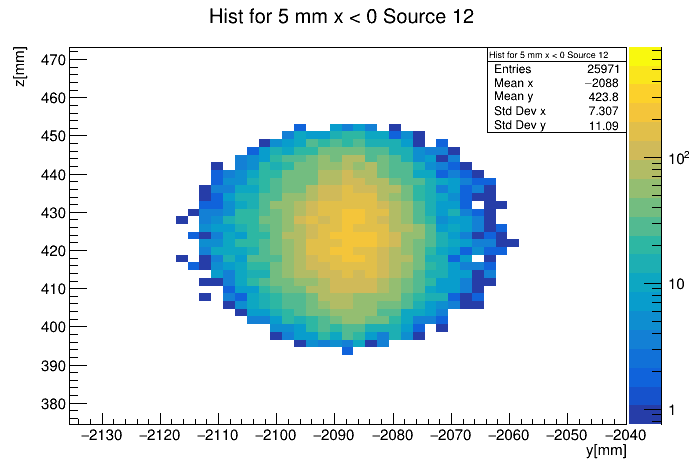 Hist for 5 mm x < 0 Source 12
z[mm]
Hist for 5 mm x < 0 Source 12
Entries 25971
Mean x −2088
Mean y 423.8
Std Dev x 7.307
Std Dev y 11.09
470
460
450
440
430
420
410
400
390
380
10²
10
1
−2130 −2120 −2110 −2100 −2090 −2080 −2070 −2060 −2050 −2040
y[mm]